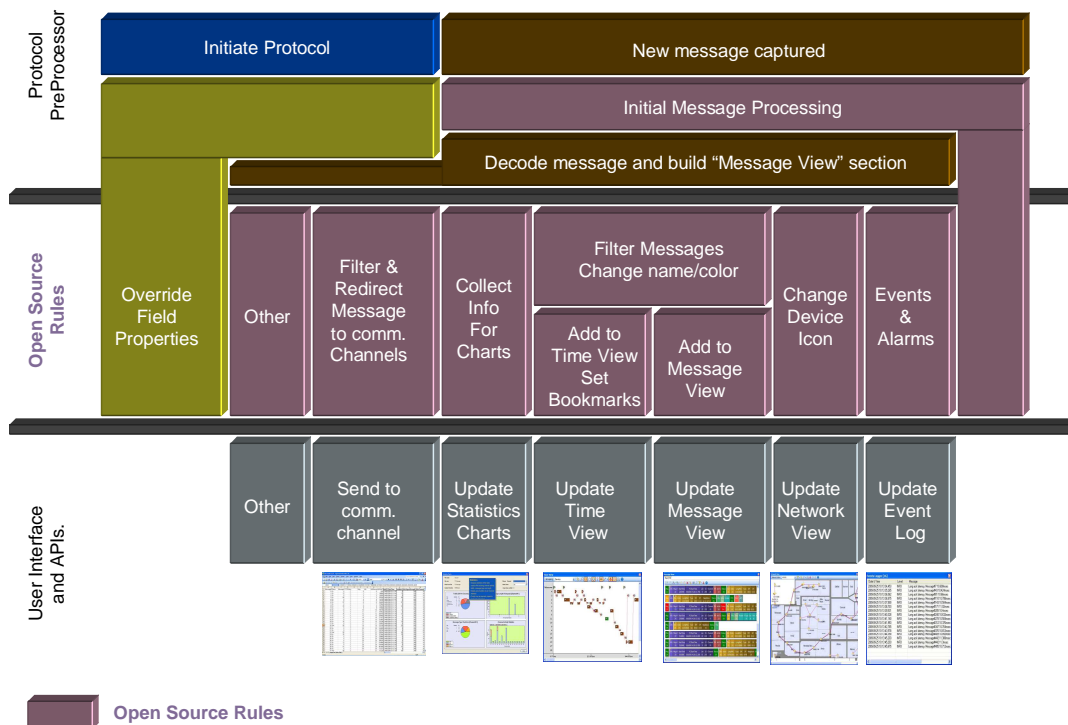 Protocol
PreProcessor
Initiate Protocol
New message captured
Initial Message Processing
Decode message and build “Message View” section
Open Source
Rules
Override
Field
Properties
Other
Filter &
Redirect
Message
to comm.
Channels
Collect
Info
For
Charts
Filter Messages
Change name/color
Add to
Time View
Set
Bookmarks
Add to
Message
View
Change
Device
Icon
Events
&
Alarms
User Interface
and APIs.
Other
Send to
comm.
channel
Update
Statistics
Charts
Update
Time
View
Update
Message
View
Update
Network
View
Update
Event
Log
Open Source Rules